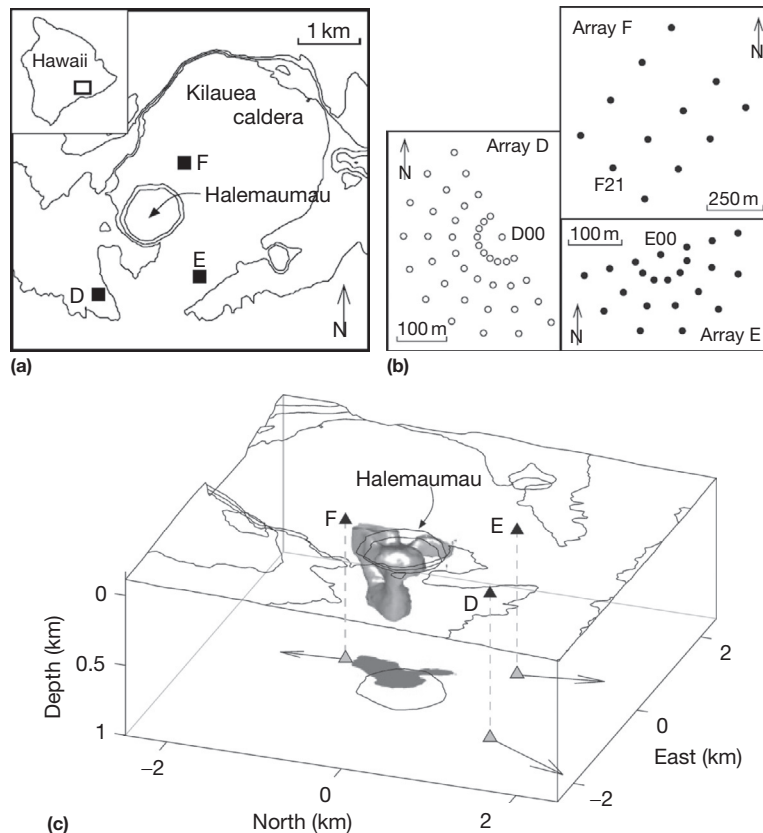 Hawaii
1 km
Kilauea
caldera
F
Halemaumau
E
D
N
(a)
Array F
N
F21
250 m
Array D
N
D00
100 m
100 m
E00
N
Array E
(b)
Halemaumau
F
E
D
0
0.5
1
Depth (km)
−2
0
2
North (km)
−2
0
2
East (km)
(c)